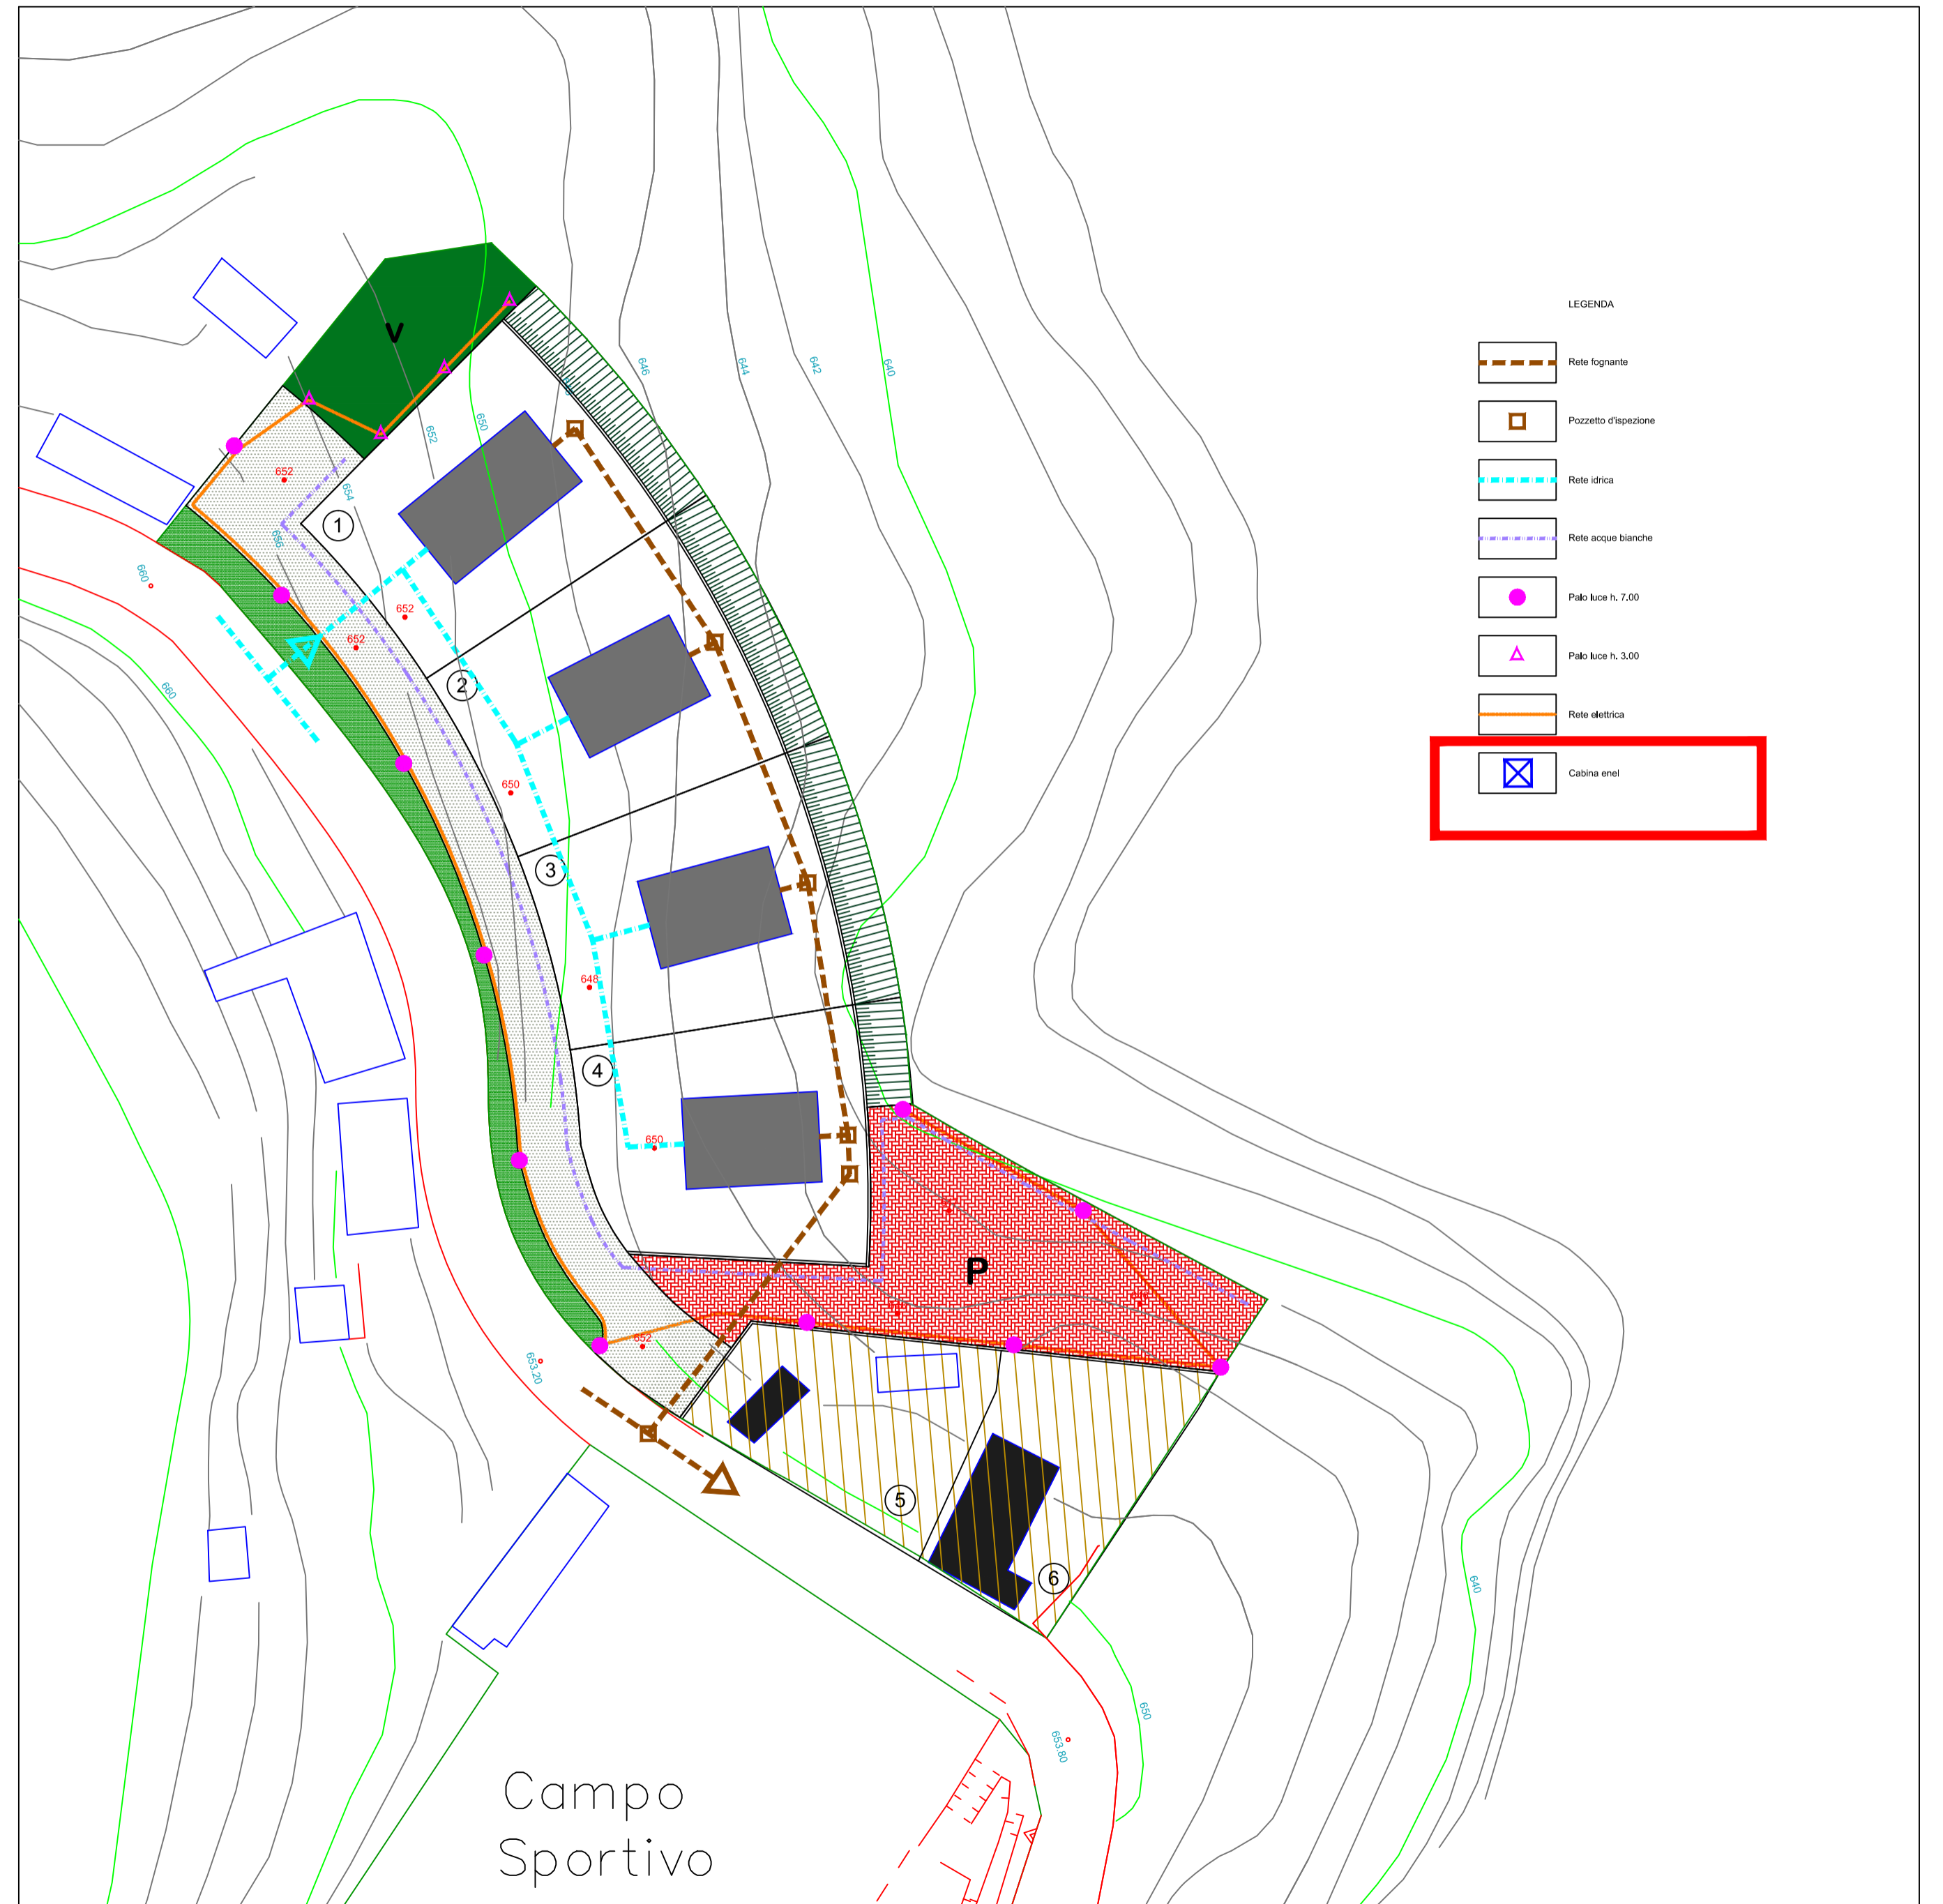 LEGENDA
Rete fognante
Pozzetto d'ispezione
Rete idrica
Rete acque bianche
Palo luce h. 7.00
Palo luce h. 3.00
Rete elettrica
Cabina enel
V
646
644
642
640
652
650
652
654
656
1
660
652
652
660
2
650
3
648
4
650
P
652
653.20
5
6
640
650
653.80
Campo
Sportivo